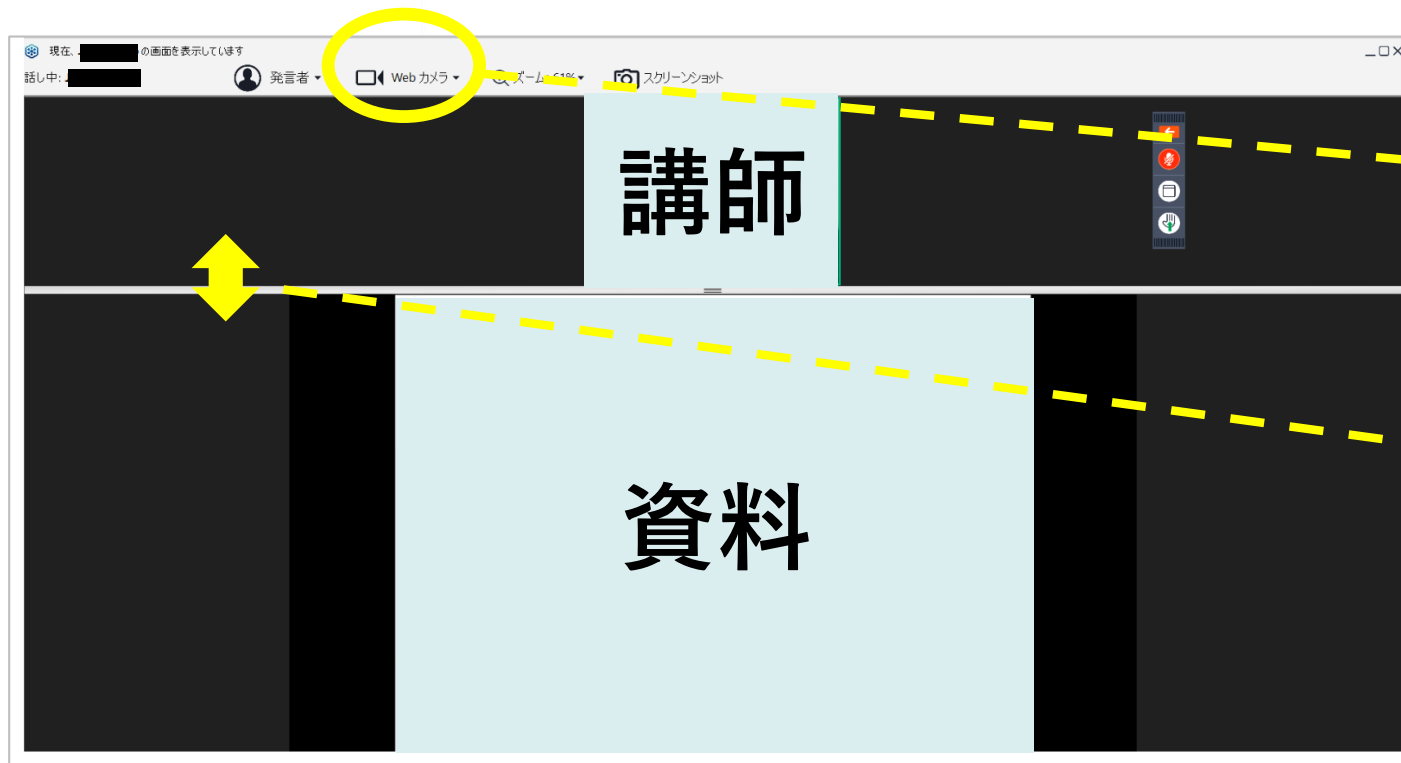 現在、
の画面を表示しています
話し中:
発言者
Web カメラ
ズーム: 61%
スクリーンショット
講師
資料